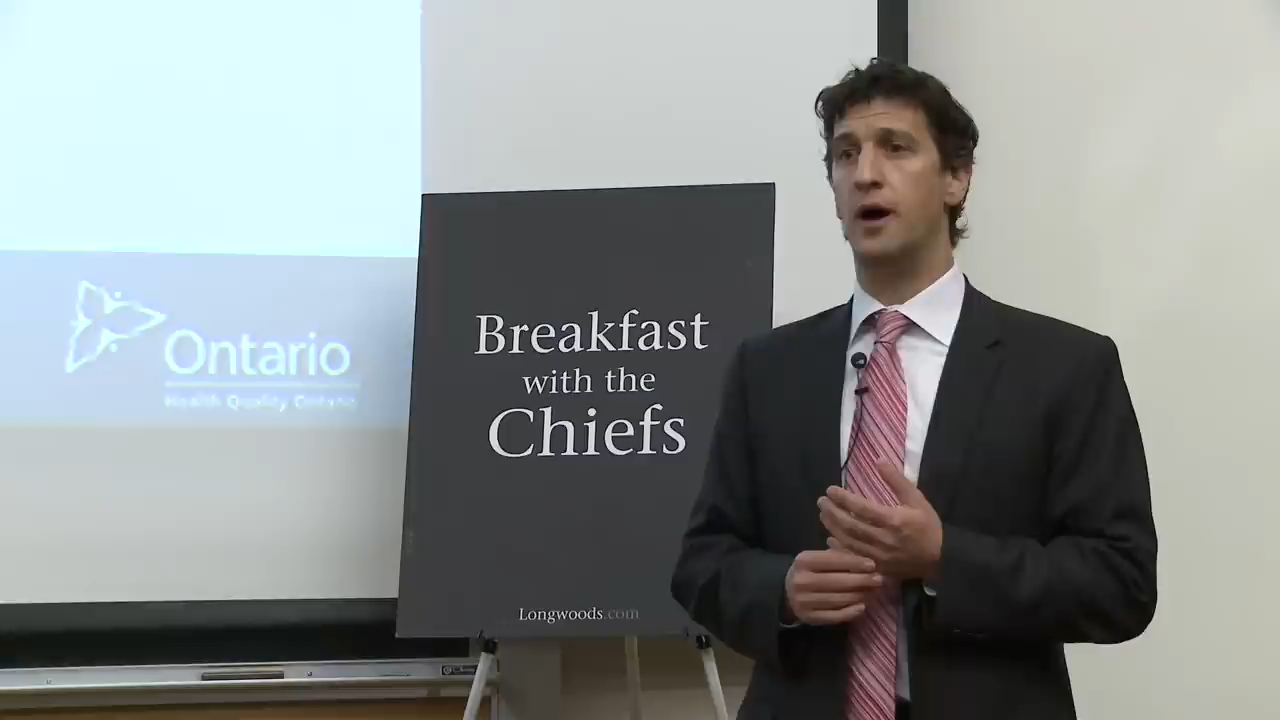 Ontario
Health Quality Ontario
Breakfast
with the
Chiefs
Longwoods.com